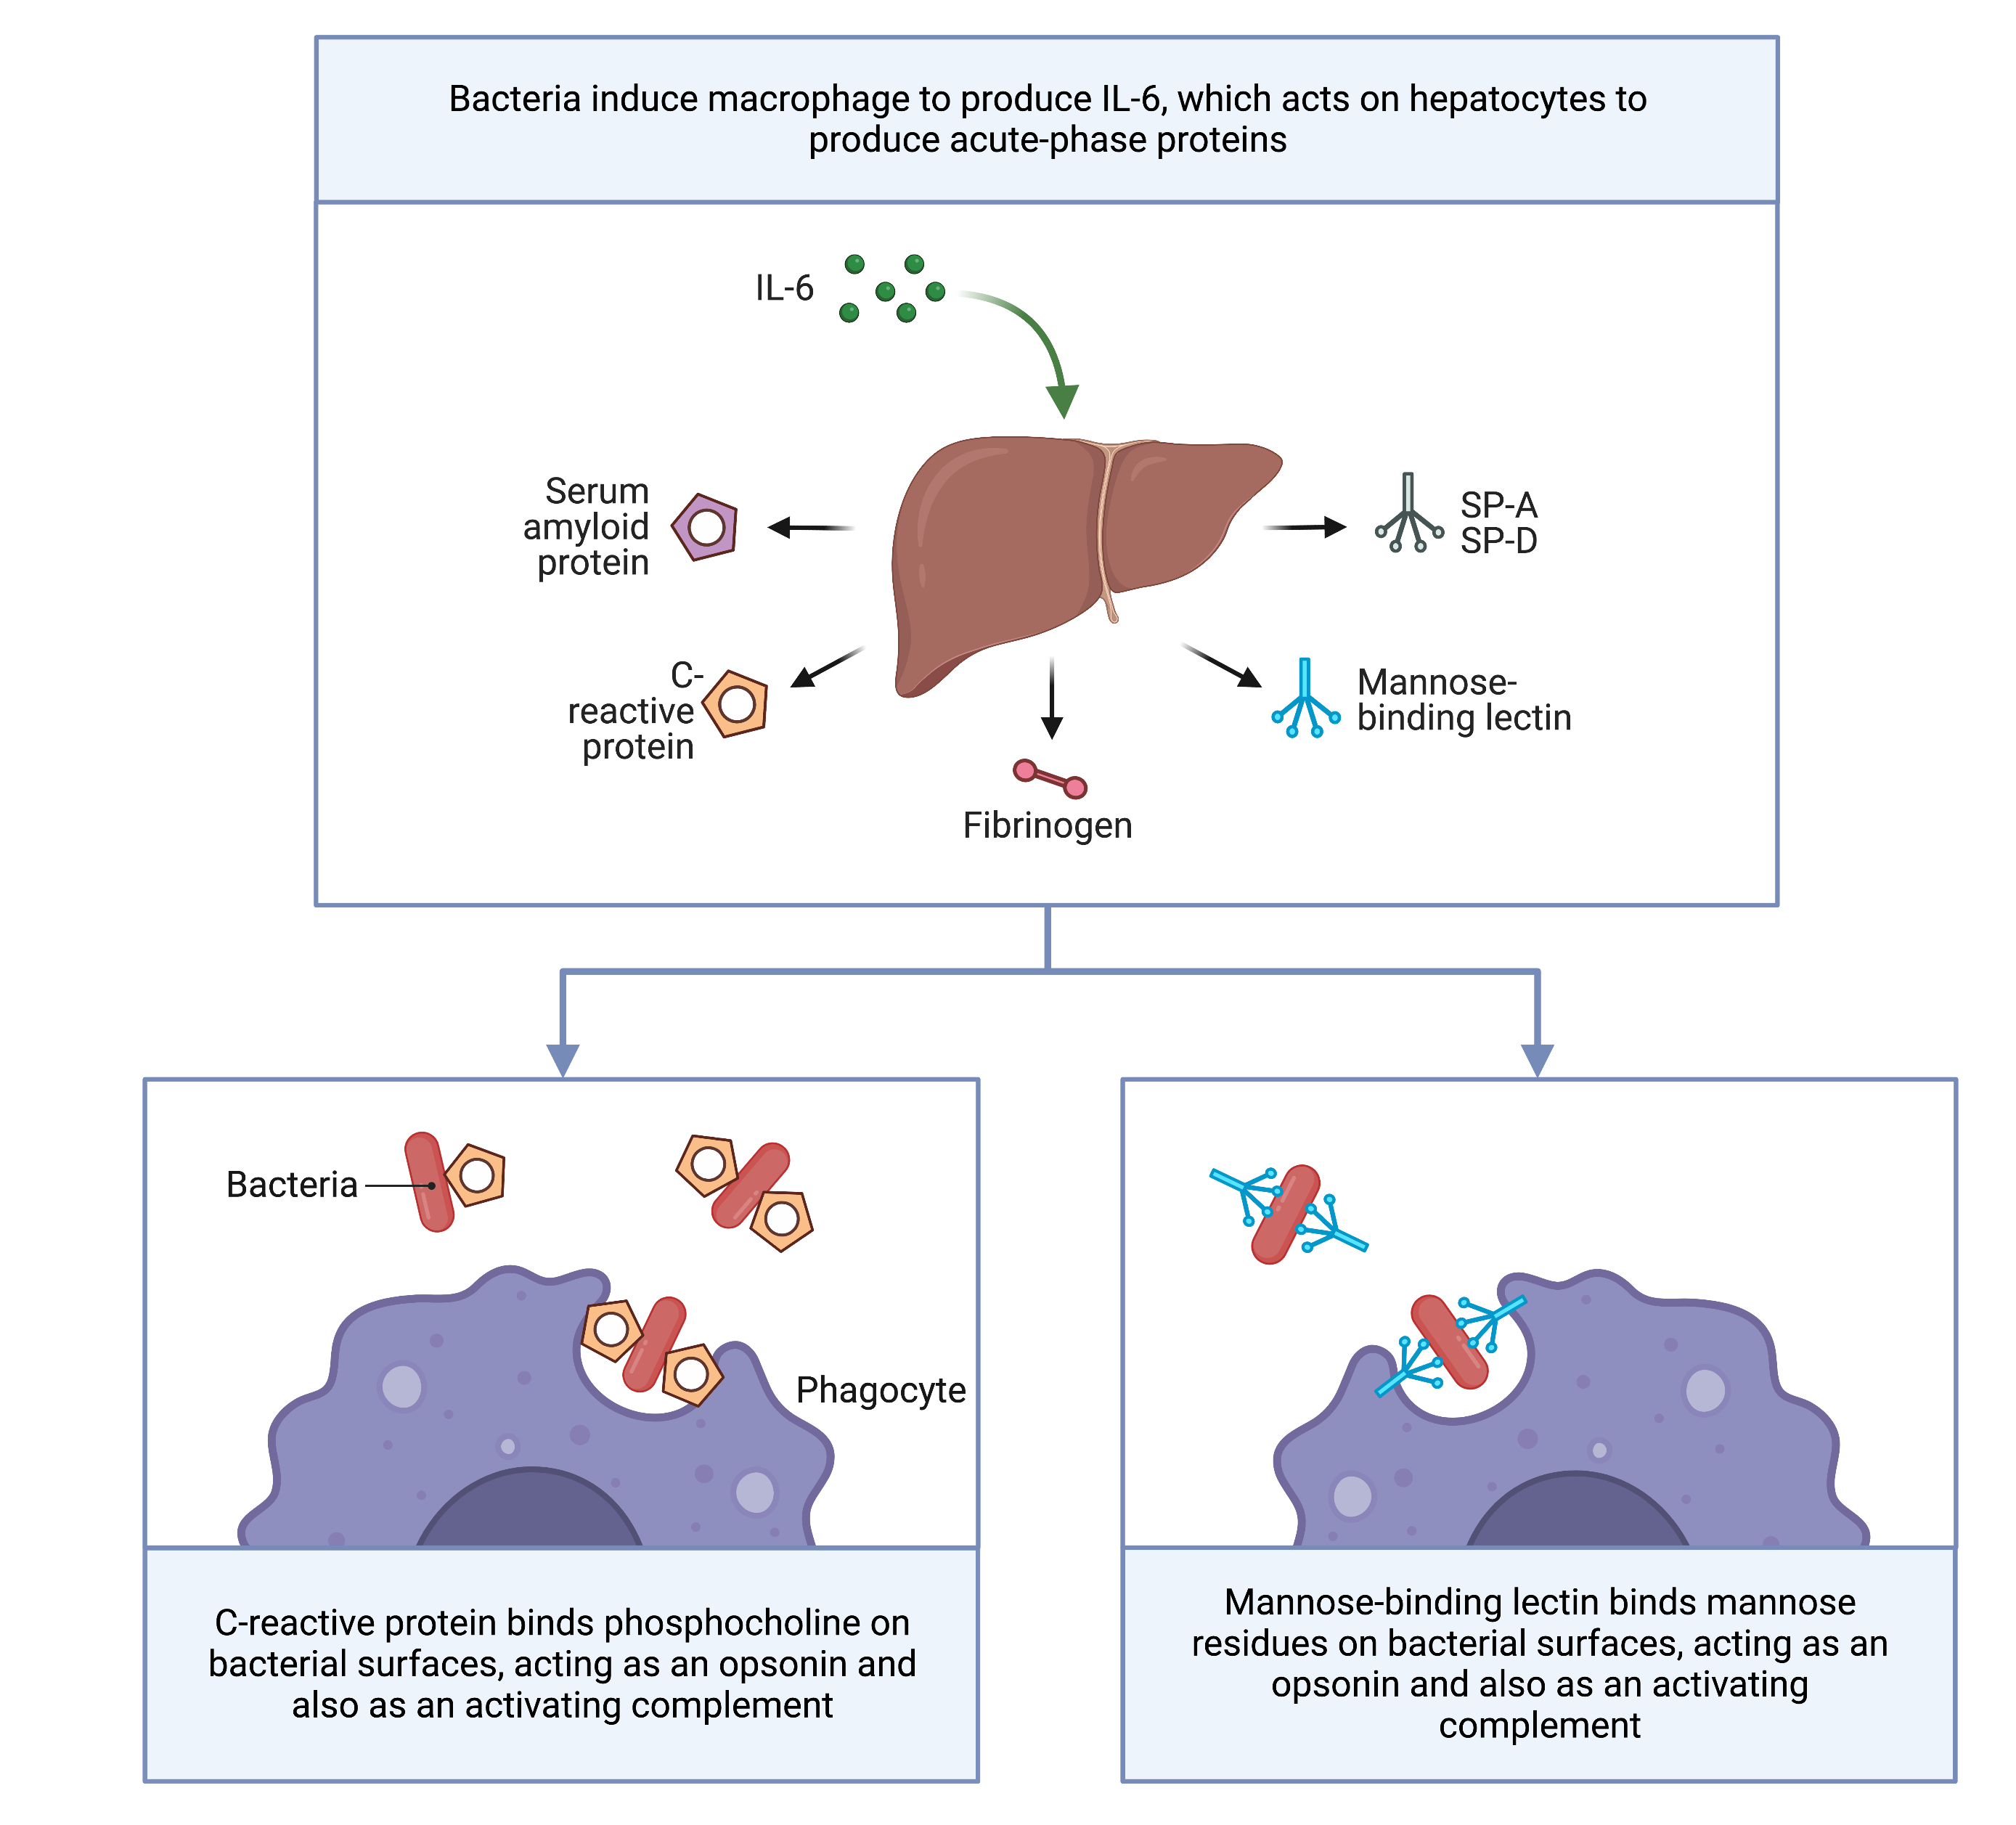 Bacteria induce macrophage to produce IL-6, which acts on hepatocytes to
produce acute-phase proteins
IL-6
Serum
amyloid
protein
SP-A
SP-D
C-
reactive
protein
Mannose-
binding lectin
Fibrinogen
Bacteria
Phagocyte
C-reactive protein binds phosphocholine on
bacterial surfaces, acting as an opsonin and
also as an activating complement
Mannose-binding lectin binds mannose
residues on bacterial surfaces, acting as an
opsonin and also as an activating
complement